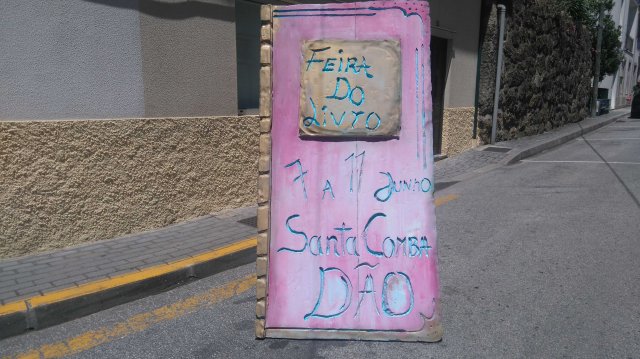 Feira
Do
Livro
7 a 11 Junho
Santa Comba
Dão